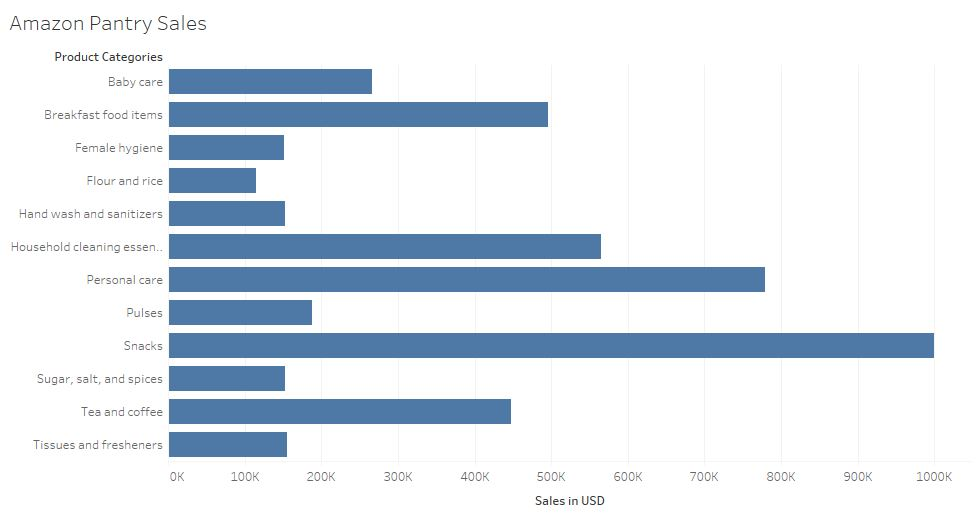 Amazon Pantry Sales
Product Categories
Baby care
Breakfast food items
Female hygiene
Flour and rice
Hand wash and sanitizers
Household cleaning essen..
Personal care
Pulses
Snacks
Sugar, salt, and spices
Tea and coffee
Tissues and fresheners
0K 100K 200K 300K 400K 500K 600K 700K 800K 900K 1000K
Sales in USD